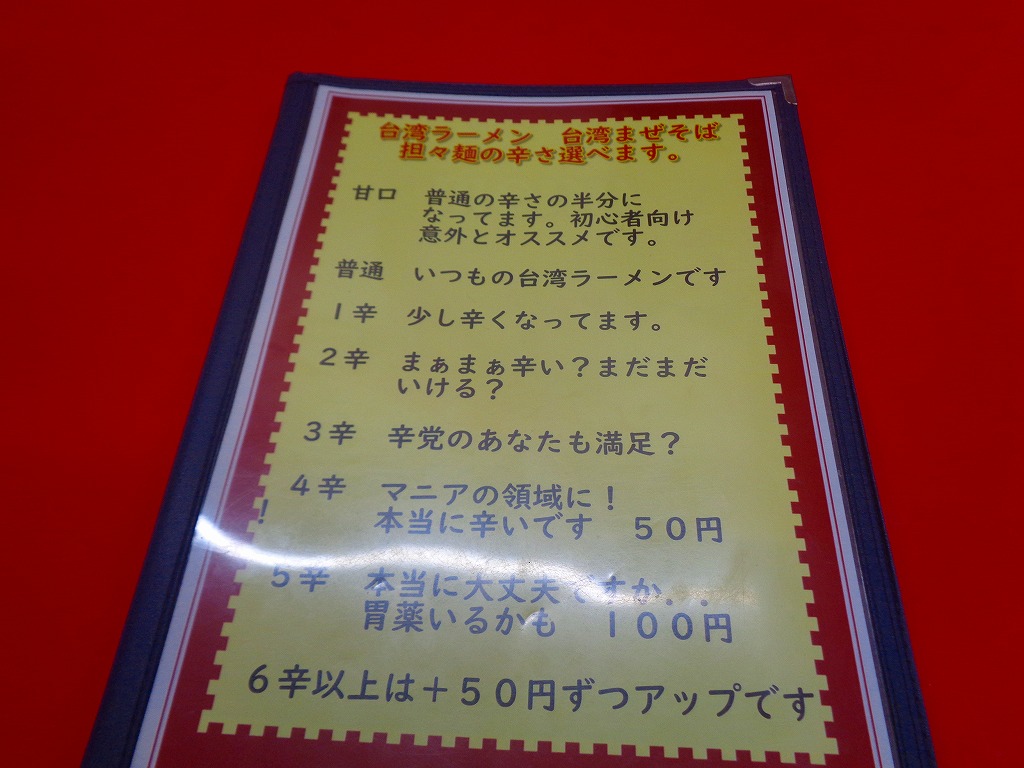 台湾ラーメン　台湾まぜそば
担々麺の辛さ選べます。
甘口　普通の辛さの半分に
なってます。初心者向け
意外とオススメです。
普通　いつもの台湾ラーメンです
１辛　少し辛くなってます。
２辛　まぁまぁ辛い？まだまだ
いける？
３辛　辛党のあなたも満足？
４辛　マニアの領域に！
！　本当に辛いです　５０円
５辛　本当に大丈夫ですか．．．
胃薬いるかも　１００円
６辛以上は＋５０円ずつアップです